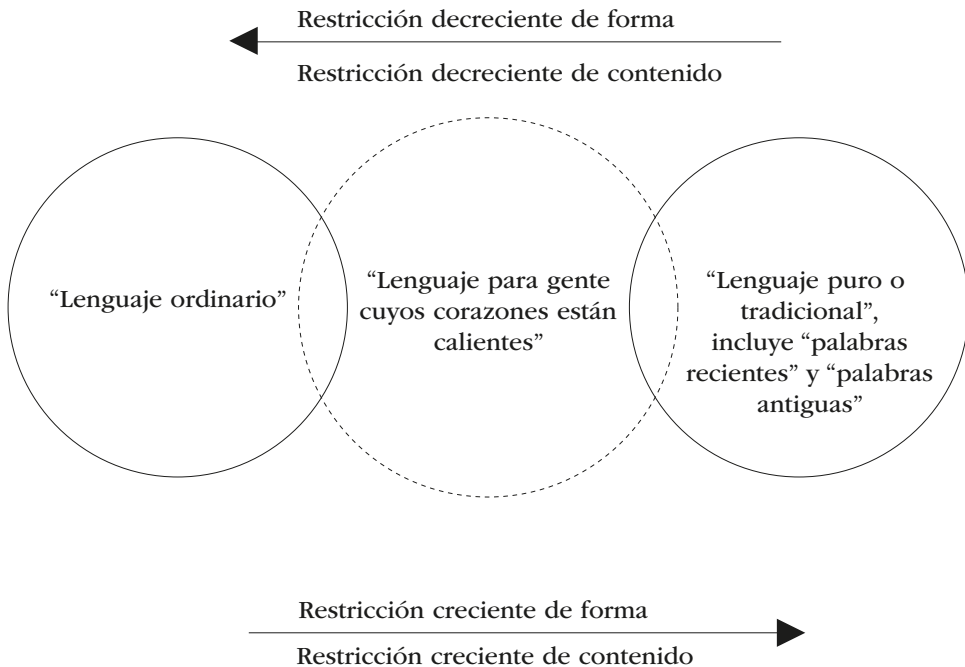 Restricción decreciente de forma
Restricción decreciente de contenido
“Lenguaje ordinario”
“Lenguaje para gente
cuyos corazones están
calientes”
“Lenguaje puro o
tradicional”,
incluye “palabras
recientes” y “palabras
antiguas”
Restricción creciente de forma
Restricción creciente de contenido